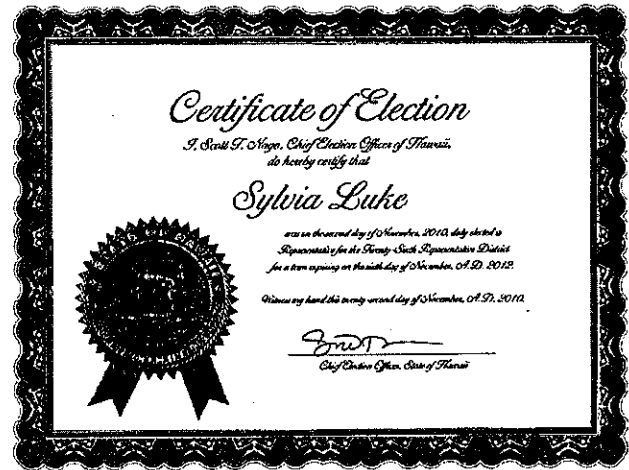 Certificate of Election
I, Scott T. Nago, Chief Election Officer of Hawaii,
do hereby certify that
Sylvia Luke
was on the second day of November, 2010, duly elected a
Representative for the Twenty-Sixth Representative District
for a term expiring on the sixth day of November, A.D. 2012.
Witness my hand this twenty-second day of November, A.D. 2010.
Chief Election Officer, State of Hawaii